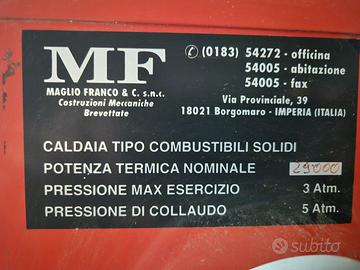 MF
MAGLIO FRANCO & C. s.n.c.
Costruzioni Meccaniche
Brevettate
(0183) 54272 - officina
54005 - abitazione
54005 - fax
Via Provinciale, 39
18021 Borgomaro - IMPERIA (ITALIA)
CALDAIA TIPO COMBUSTIBILI SOLIDI
POTENZA TERMICA NOMINALE 29000
PRESSIONE MAX ESERCIZIO 3 Atm.
PRESSIONE DI COLLAUDO 5 Atm.
subito